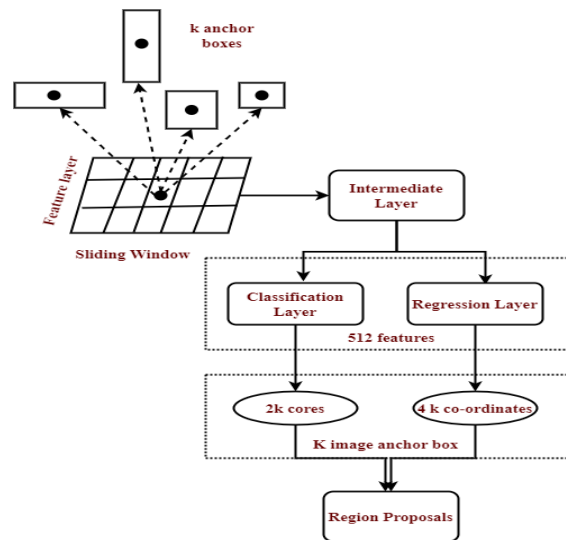 k anchor
boxes
Feature layer
Sliding Window
Intermediate
Layer
Classification
Layer
Regression Layer
512 features
2k cores
4 k co-ordinates
K image anchor box
Region Proposals